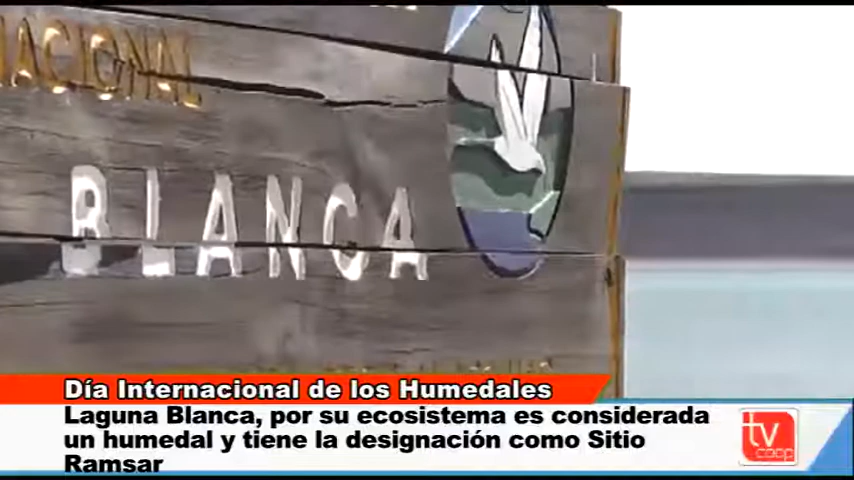 ACIONAL
BLANCA
Día Internacional de los Humedales
Laguna Blanca, por su ecosistema es considerada
un humedal y tiene la designación como Sitio
Ramsar
tv
coop